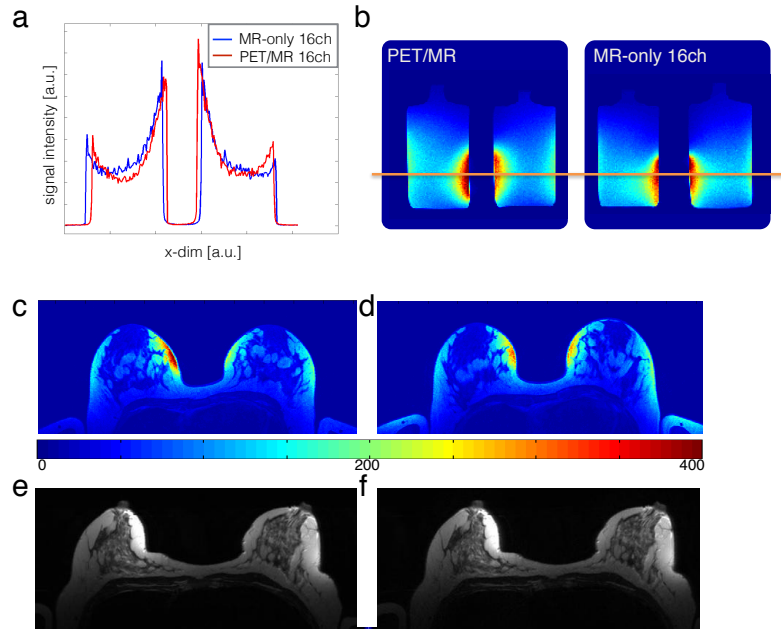 a
MR-only 16ch
PET/MR 16ch
signal intensity [a.u.]
x-dim [a.u.]
b
PET/MR
MR-only 16ch
c
d
0
200
400
e
f